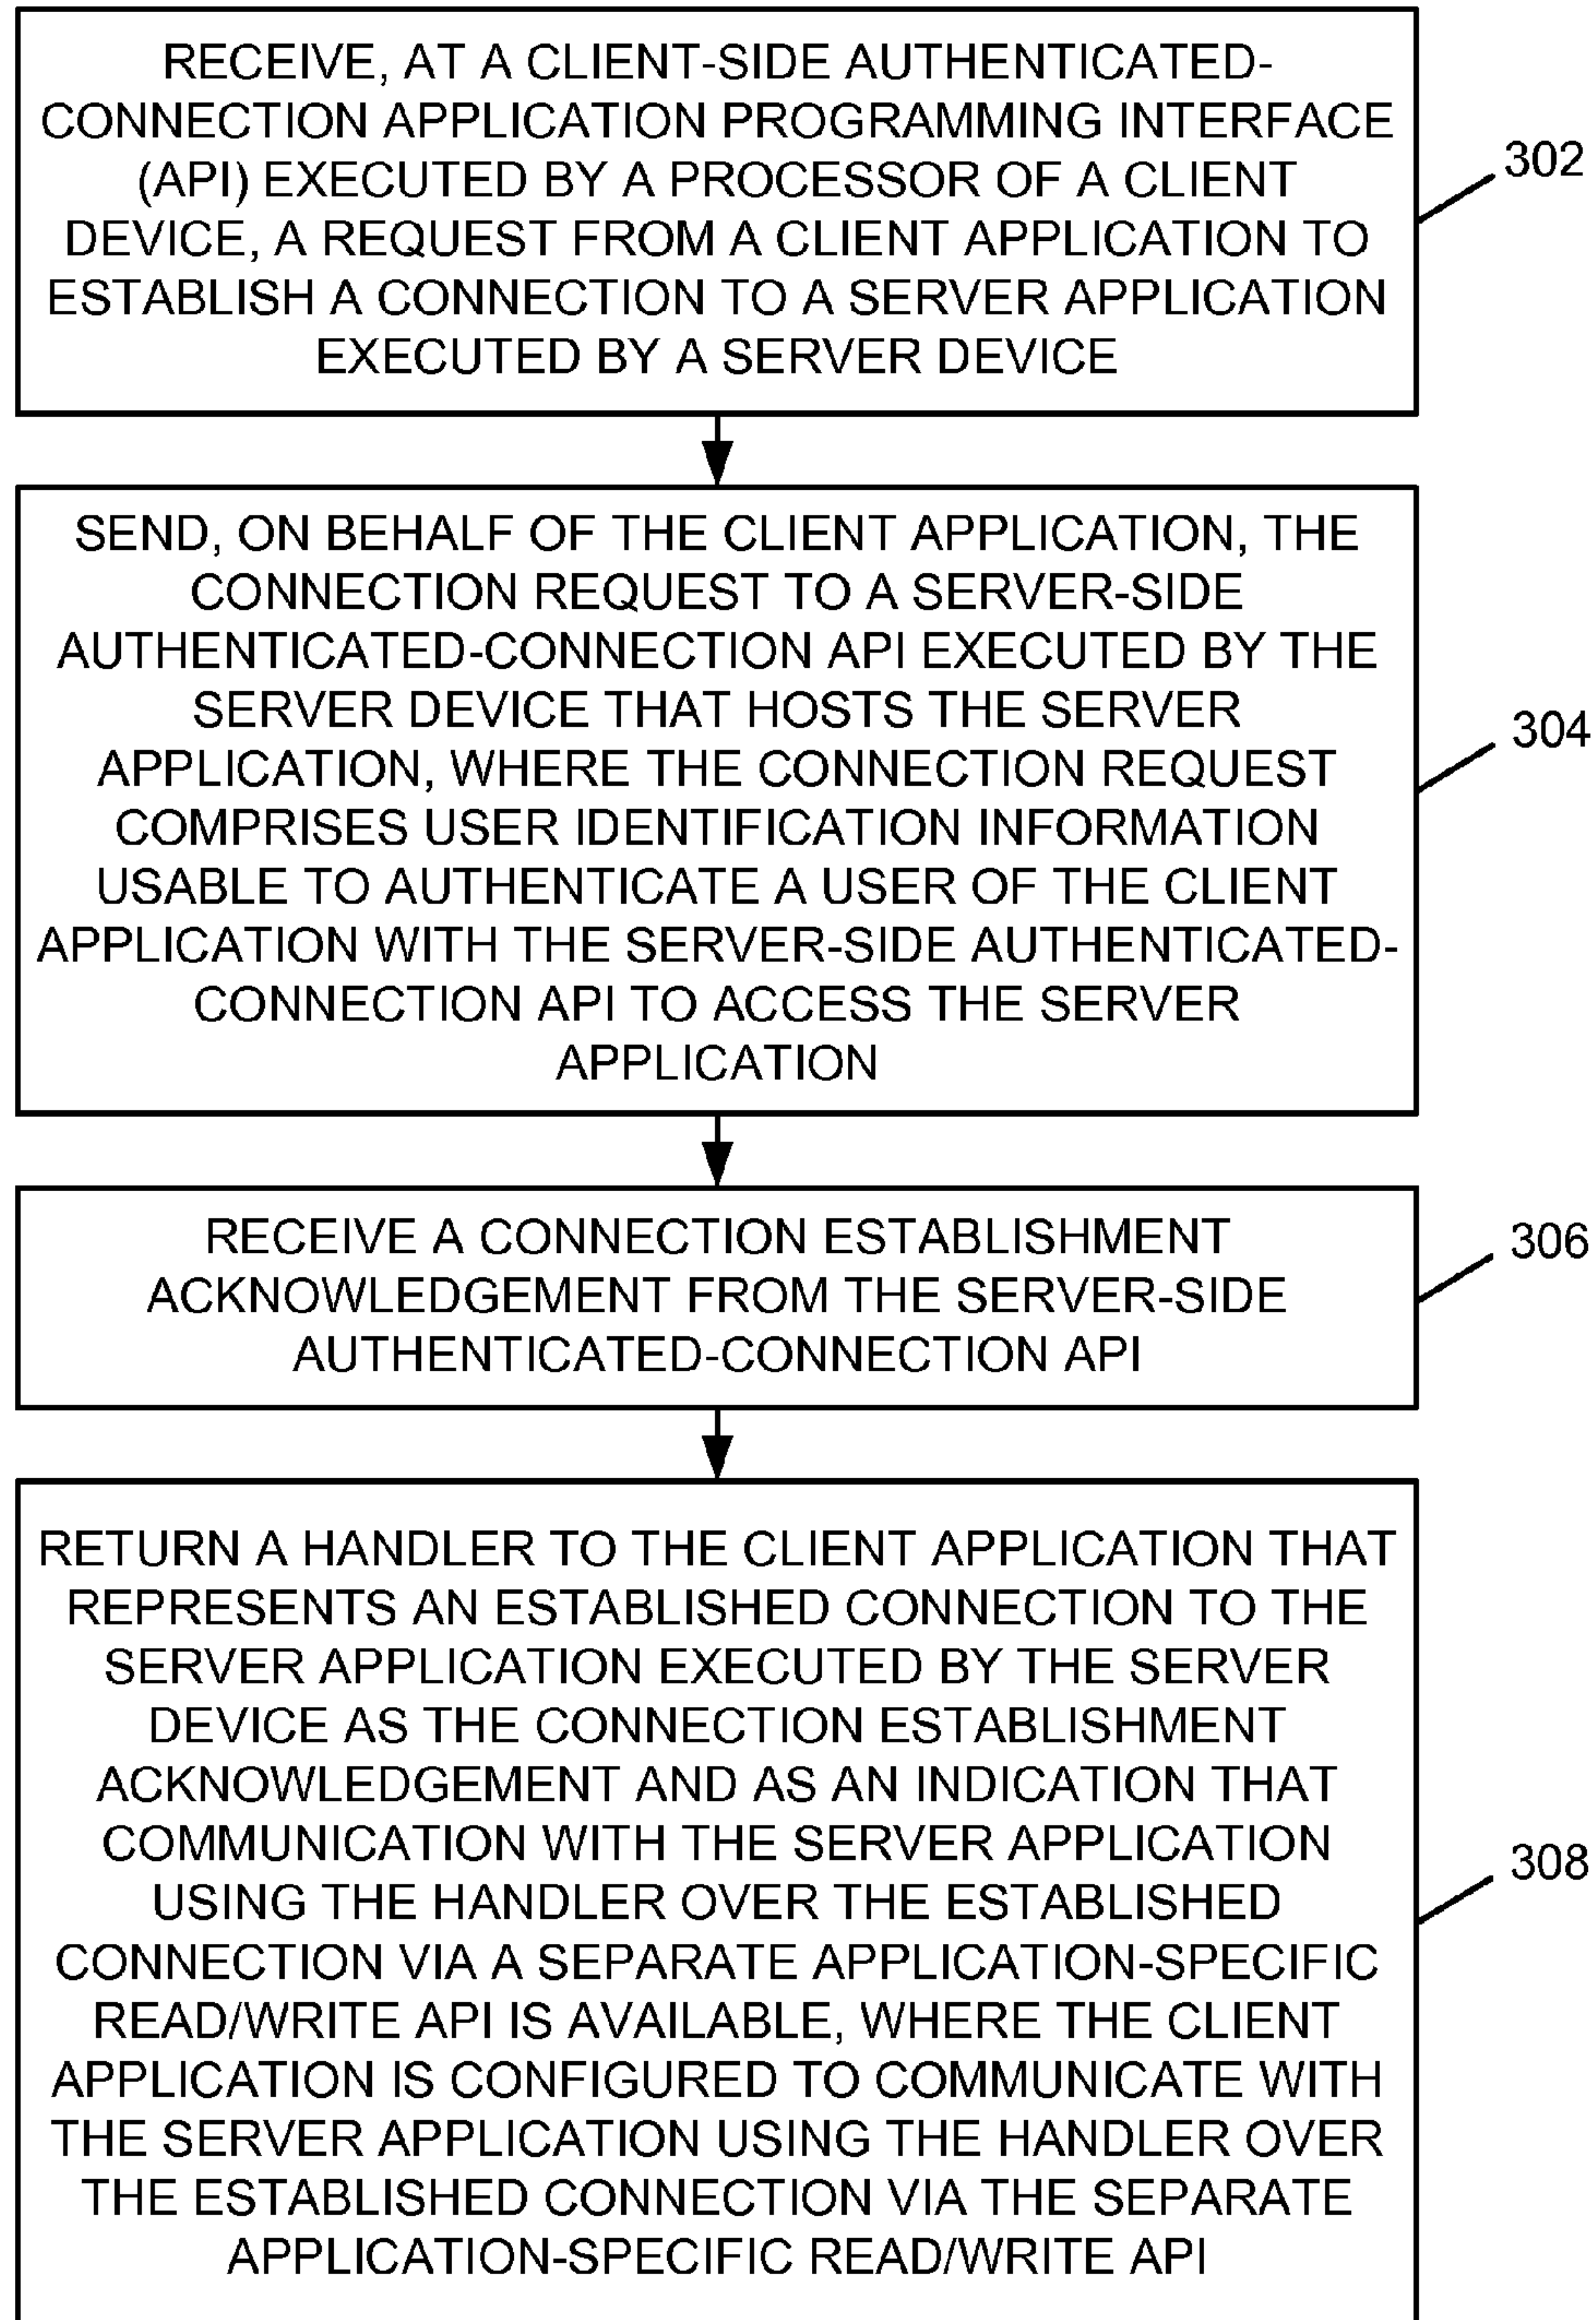 RECEIVE, AT A CLIENT-SIDE AUTHENTICATED-
CONNECTION APPLICATION PROGRAMMING INTERFACE
(API) EXECUTED BY A PROCESSOR OF A CLIENT
DEVICE, A REQUEST FROM A CLIENT APPLICATION TO
ESTABLISH A CONNECTION TO A SERVER APPLICATION
EXECUTED BY A SERVER DEVICE
302
SEND, ON BEHALF OF THE CLIENT APPLICATION, THE
CONNECTION REQUEST TO A SERVER-SIDE
AUTHENTICATED-CONNECTION API EXECUTED BY THE
SERVER DEVICE THAT HOSTS THE SERVER
APPLICATION, WHERE THE CONNECTION REQUEST
COMPRISES USER IDENTIFICATION INFORMATION
USABLE TO AUTHENTICATE A USER OF THE CLIENT
APPLICATION WITH THE SERVER-SIDE AUTHENTICATED-
CONNECTION API TO ACCESS THE SERVER
APPLICATION
304
RECEIVE A CONNECTION ESTABLISHMENT
ACKNOWLEDGEMENT FROM THE SERVER-SIDE
AUTHENTICATED-CONNECTION API
306
RETURN A HANDLER TO THE CLIENT APPLICATION THAT
REPRESENTS AN ESTABLISHED CONNECTION TO THE
SERVER APPLICATION EXECUTED BY THE SERVER
DEVICE AS THE CONNECTION ESTABLISHMENT
ACKNOWLEDGEMENT AND AS AN INDICATION THAT
COMMUNICATION WITH THE SERVER APPLICATION
USING THE HANDLER OVER THE ESTABLISHED
CONNECTION VIA A SEPARATE APPLICATION-SPECIFIC
READ/WRITE API IS AVAILABLE, WHERE THE CLIENT
APPLICATION IS CONFIGURED TO COMMUNICATE WITH
THE SERVER APPLICATION USING THE HANDLER OVER
THE ESTABLISHED CONNECTION VIA THE SEPARATE
APPLICATION-SPECIFIC READ/WRITE API
308